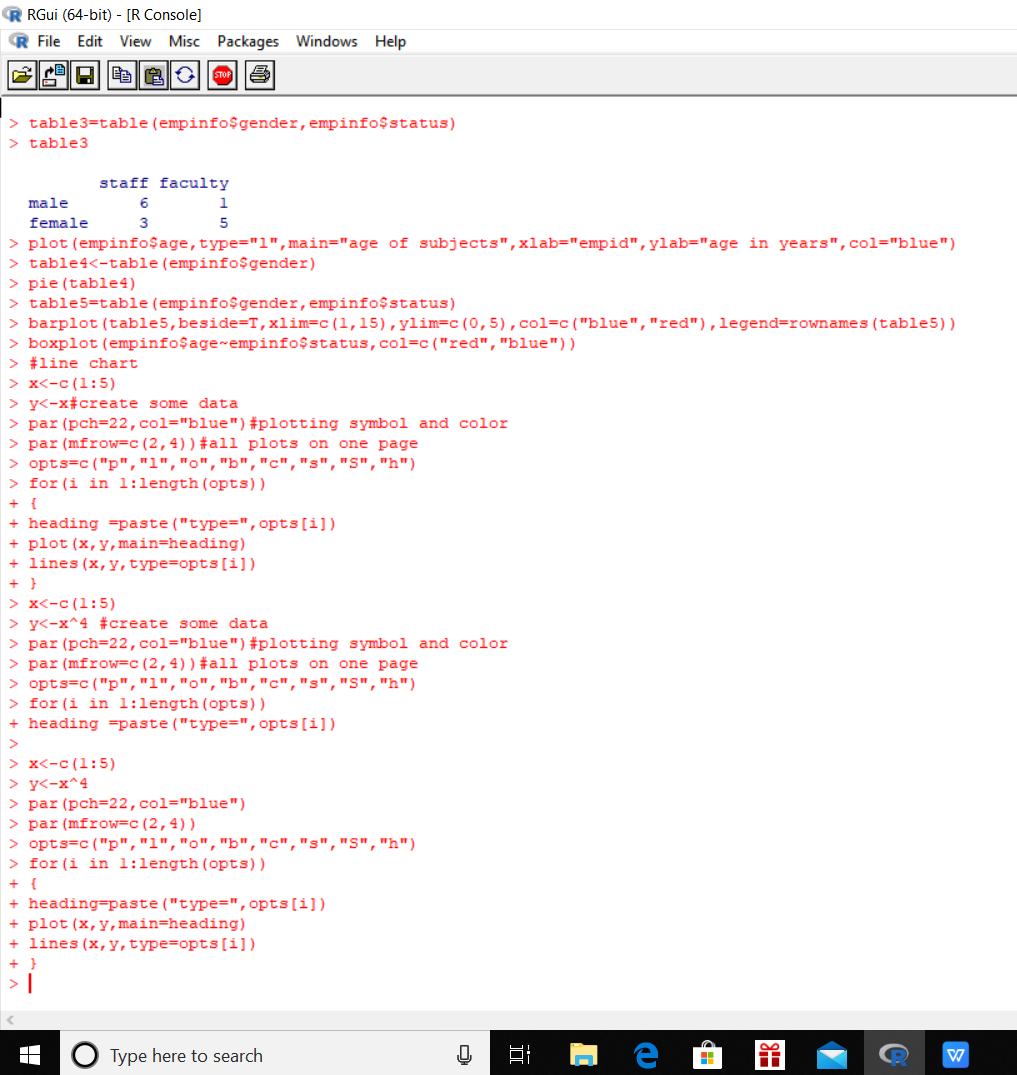 RGui (64-bit) - [R Console]
File Edit View Misc Packages Windows Help
STOP
> table3=table(empinfo$gender,empinfo$status)
> table3
staff faculty
male 6 1
female 3 5
> plot(empinfo$age,type="l",main="age of subjects",xlab="empid",ylab="age in years",col="blue")
> table4<-table(empinfo$gender)
> pie(table4)
> table5=table(empinfo$gender,empinfo$status)
> barplot(table5,beside=T,xlim=c(1,15),ylim=c(0,5),col=c("blue","red"),legend=rownames(table5))
> boxplot(empinfo$age~empinfo$status,col=c("red","blue"))
> #line chart
> x<-c(1:5)
> y<-x#create some data
> par(pch=22,col="blue")#plotting symbol and color
> par(mfrow=c(2,4))#all plots on one page
> opts=c("p","l","o","b","c","s","S","h")
> for(i in 1:length(opts))
+ {
+ heading =paste("type=",opts[i])
+ plot(x,y,main=heading)
+ lines(x,y,type=opts[i])
+ }
> x<-c(1:5)
> y<-x^4 #create some data
> par(pch=22,col="blue")#plotting symbol and color
> par(mfrow=c(2,4))#all plots on one page
> opts=c("p","l","o","b","c","s","S","h")
> for(i in 1:length(opts))
+ heading =paste("type=",opts[i])
>
> x<-c(1:5)
> y<-x^4
> par(pch=22,col="blue")
> par(mfrow=c(2,4))
> opts=c("p","l","o","b","c","s","S","h")
> for(i in 1:length(opts))
+ {
+ heading=paste("type=",opts[i])
+ plot(x,y,main=heading)
+ lines(x,y,type=opts[i])
+ }
>
Type here to search